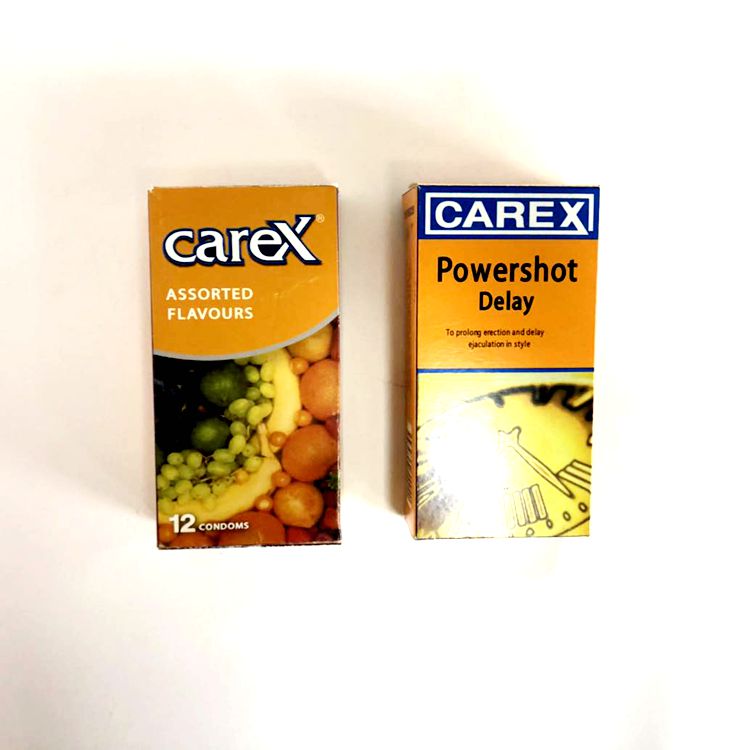 careX®
ASSORTED
FLAVOURS
12 CONDOMS
CAREX
Powershot
Delay
To prolong erection and delay
ejaculation in style